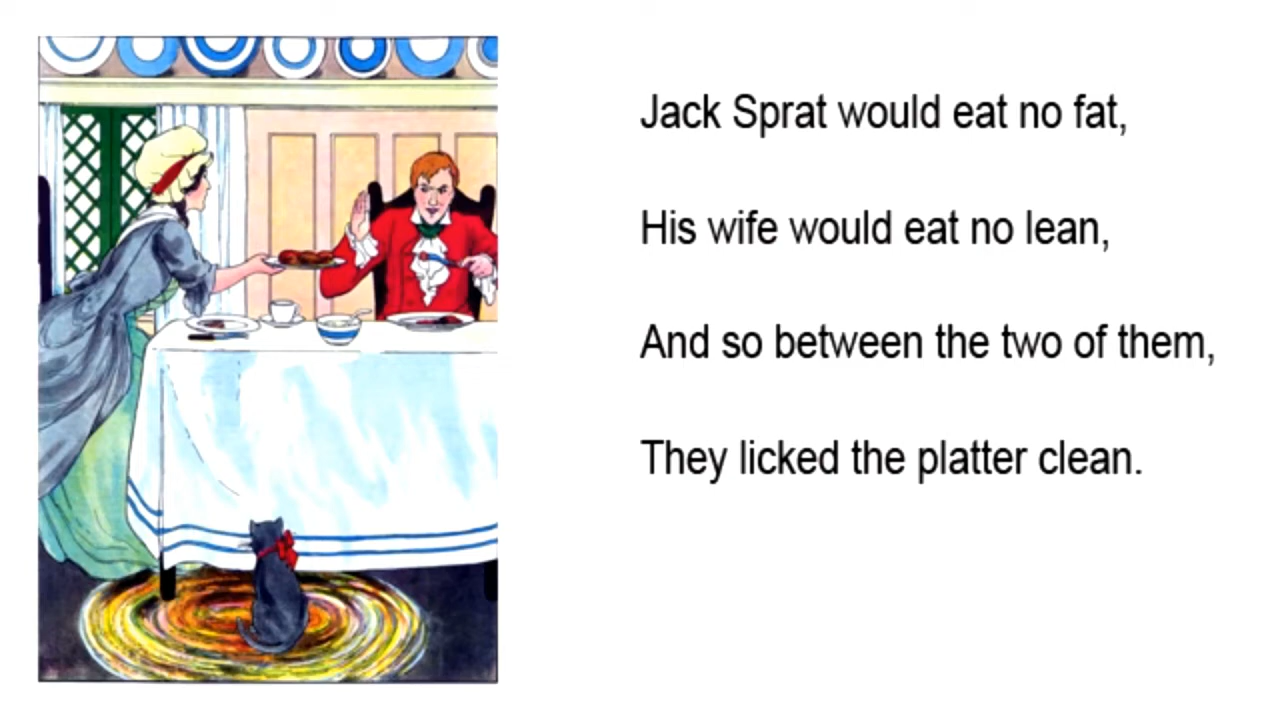 Jack Sprat would eat no fat,
His wife would eat no lean,
And so between the two of them,
They licked the platter clean.